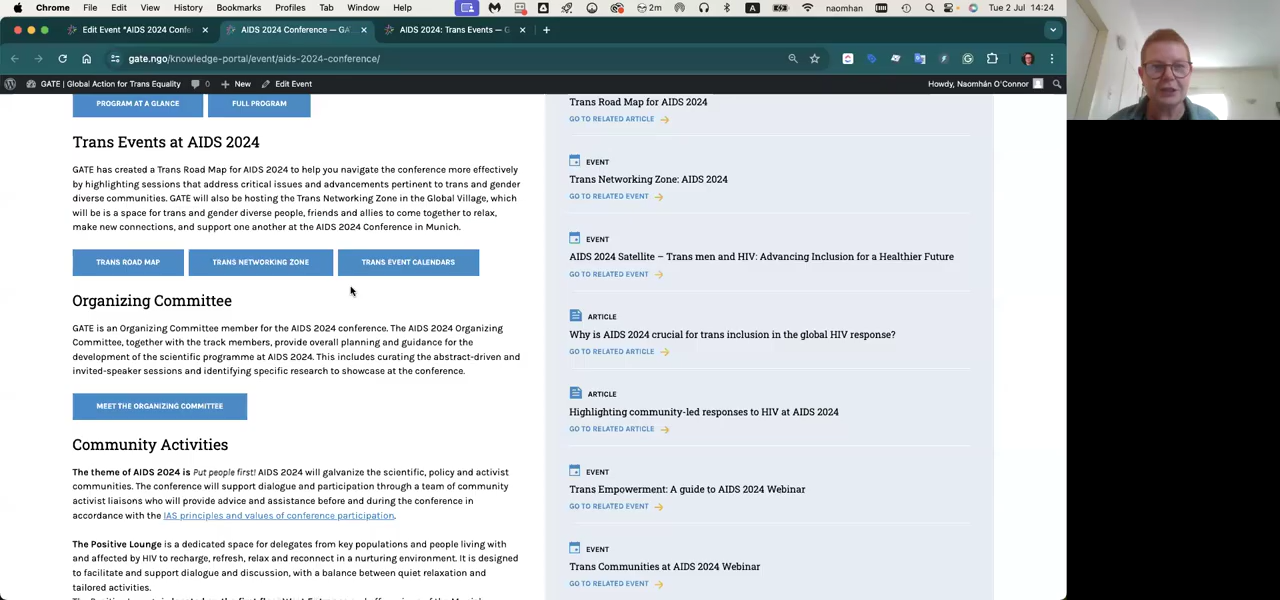 Chrome File Edit View History Bookmarks Profiles Tab Window Help 2m A naomhan Tue 2 Jul 14:24
Edit Event "AIDS 2024 Confe AIDS 2024 Conference — GA AIDS 2024: Trans Events — G
gate.ngo/knowledge-portal/event/aids-2024-conference/
GATE | Global Action for Trans Equality 0 New Edit Event Howdy, Naomhán O'Connor
PROGRAM AT A GLANCE FULL PROGRAM
Trans Events at AIDS 2024
GATE has created a Trans Road Map for AIDS 2024 to help you navigate the conference more effectively
by highlighting sessions that address critical issues and advancements pertinent to trans and gender
diverse communities. GATE will also be hosting the Trans Networking Zone in the Global Village, which
will be is a space for trans and gender diverse people, friends and allies to come together to relax,
make new connections, and support one another at the AIDS 2024 Conference in Munich.
TRANS ROAD MAP TRANS NETWORKING ZONE TRANS EVENT CALENDARS
Organizing Committee
GATE is an Organizing Committee member for the AIDS 2024 conference. The AIDS 2024 Organizing
Committee, together with the track members, provide overall planning and guidance for the
development of the scientific programme at AIDS 2024. This includes curating the abstract-driven and
invited-speaker sessions and identifying specific research to showcase at the conference.
MEET THE ORGANIZING COMMITTEE
Community Activities
The theme of AIDS 2024 is Put people first! AIDS 2024 will galvanize the scientific, policy and activist
communities. The conference will support dialogue and participation through a team of community
activist liaisons who will provide advice and assistance before and during the conference in
accordance with the IAS principles and values of conference participation.
The Positive Lounge is a dedicated space for delegates from key populations and people living with
and affected by HIV to recharge, refresh, relax and reconnect in a nurturing environment. It is designed
to facilitate and support dialogue and discussion, with a balance between quiet relaxation and
tailored activities.
Trans Road Map for AIDS 2024
GO TO RELATED ARTICLE
EVENT
Trans Networking Zone: AIDS 2024
GO TO RELATED EVENT
EVENT
AIDS 2024 Satellite – Trans men and HIV: Advancing Inclusion for a Healthier Future
GO TO RELATED EVENT
ARTICLE
Why is AIDS 2024 crucial for trans inclusion in the global HIV response?
GO TO RELATED ARTICLE
ARTICLE
Highlighting community-led responses to HIV at AIDS 2024
GO TO RELATED ARTICLE
EVENT
Trans Empowerment: A guide to AIDS 2024 Webinar
GO TO RELATED EVENT
EVENT
Trans Communities at AIDS 2024 Webinar
GO TO RELATED EVENT